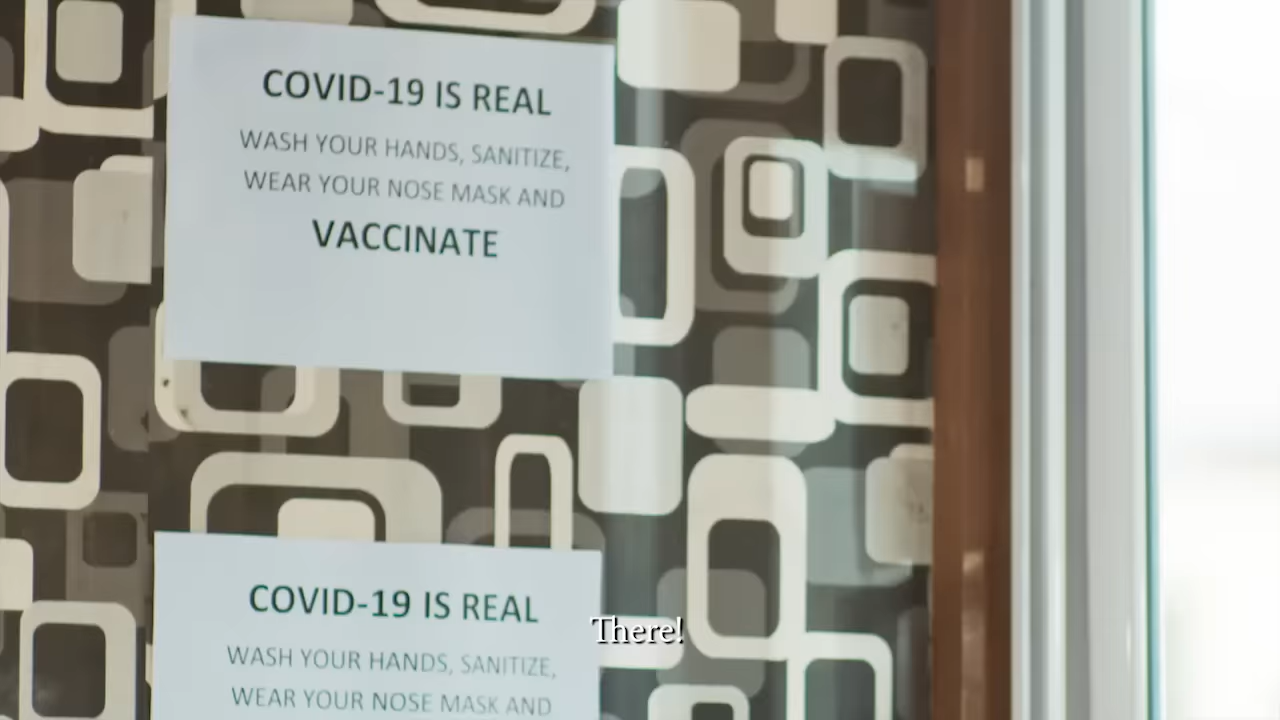 COVID-19 IS REAL
WASH YOUR HANDS, SANITIZE,
WEAR YOUR NOSE MASK AND
VACCINATE
COVID-19 IS REAL
There!
WASH YOUR HANDS, SANITIZE,
WEAR YOUR NOSE MASK AND